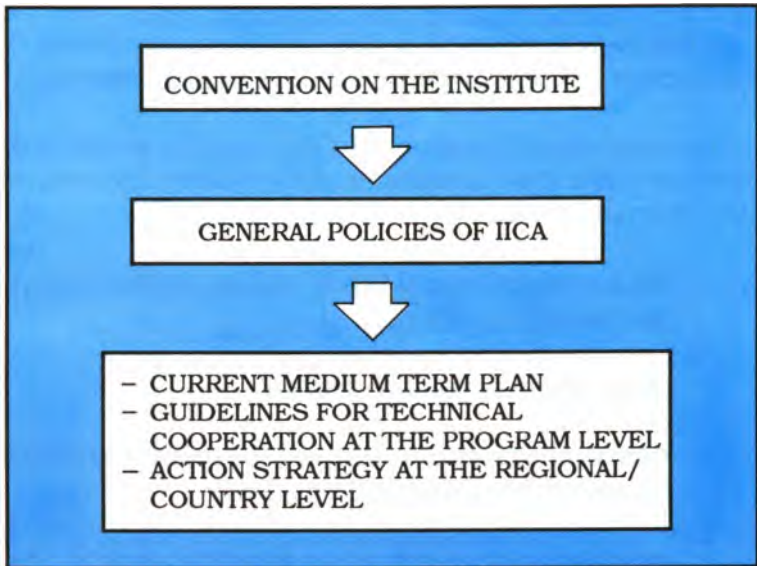 CONVENTION ON THE INSTITUTE
GENERAL POLICIES OF IICA
– CURRENT MEDIUM TERM PLAN
– GUIDELINES FOR TECHNICAL
COOPERATION AT THE PROGRAM LEVEL
– ACTION STRATEGY AT THE REGIONAL/
COUNTRY LEVEL